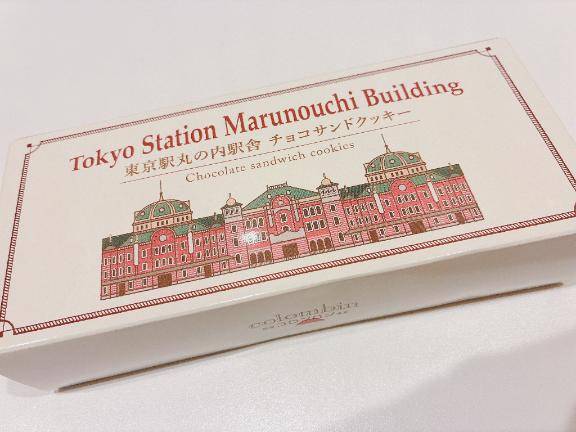 Tokyo Station Marunouchi Building
東京駅丸の内駅舎 チョコサンドクッキー
Chocolate sandwich cookies
colombin